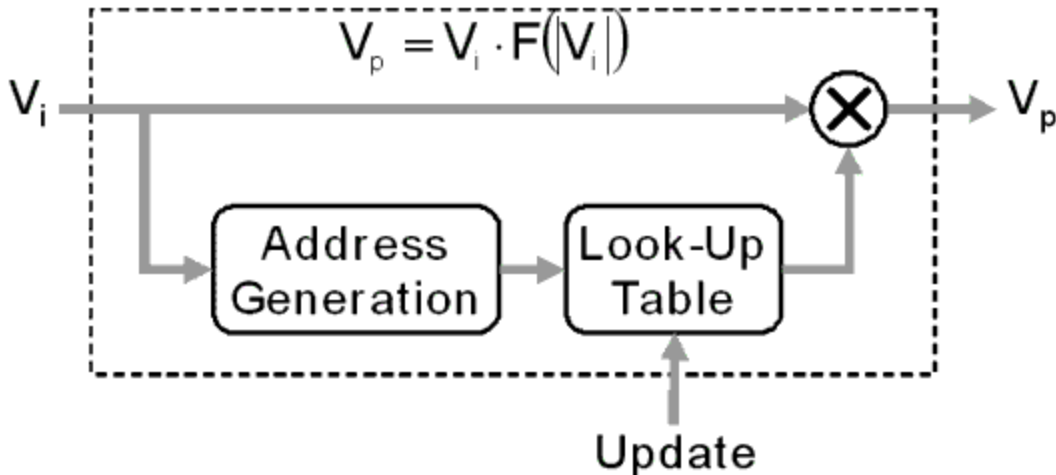 V_p = V_i · F(|V_i|)
V_i
V_p
Address
Generation
Look-Up
Table
Update